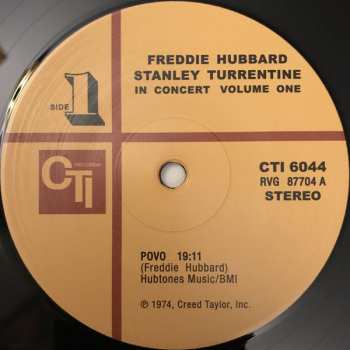 FREDDIE HUBBARD
STANLEY TURRENTINE
IN CONCERT VOLUME ONE
SIDE 1
CTI
CTI 6044
RVG 87704 A
STEREO
POVO 19:11
(Freddie Hubbard)
Hubtones Music/BMI
℗ 1974, Creed Taylor, Inc.